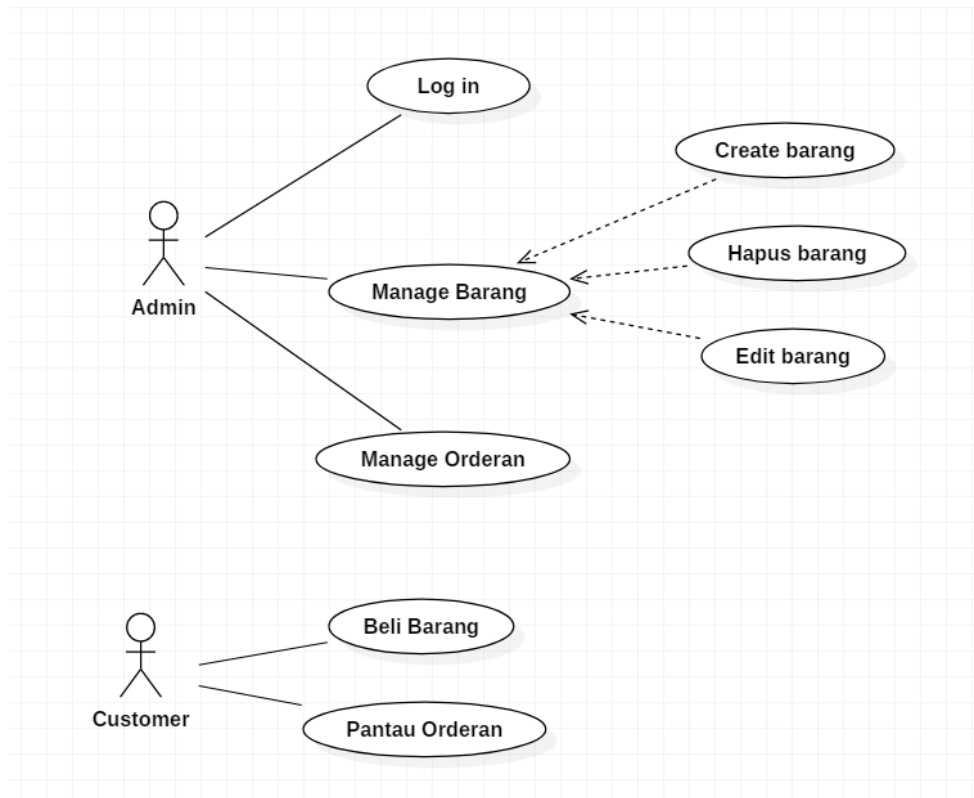 Log in
Create barang
Hapus barang
Manage Barang
Admin
Edit barang
Manage Orderan
Beli Barang
Customer
Pantau Orderan